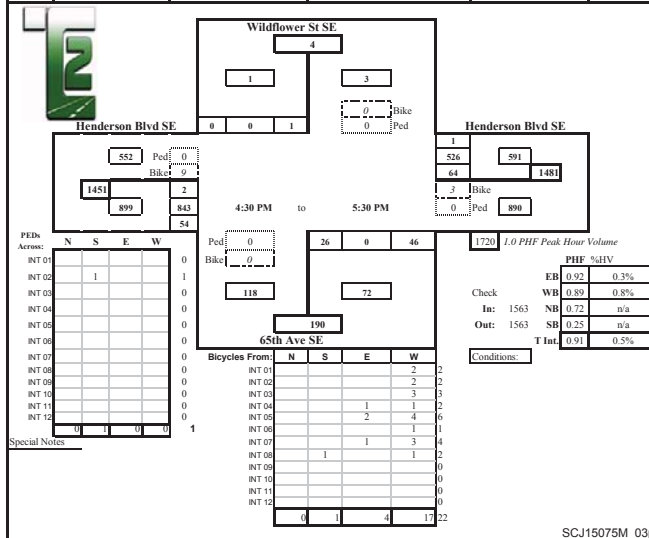 TC2
Wildflower St SE
4
1 3
0 Bike
Henderson Blvd SE 0 0 1 0 Ped Henderson Blvd SE
1
552 Ped 0 526 591
Bike 9 64 1481
1451 2 3 Bike
899 843 4:30 PM to 5:30 PM 0 Ped 890
54
PEDs Across: N S E W Ped 0 26 0 46 1720 1.0 PHF Peak Hour Volume
INT 01 0 Bike 0 PHF %HV
INT 02 1 1 EB 0.92 0.3%
INT 03 0 118 72 Check WB 0.89 0.8%
INT 04 0 In: 1563 NB 0.72 n/a
INT 05 0 190 Out: 1563 SB 0.25 n/a
INT 06 0 65th Ave SE T Int. 0.91 0.5%
INT 07 0 Bicycles From: N S E W Conditions:
INT 08 0 INT 01 2 2
INT 09 0 INT 02 2 2
INT 10 0 INT 03 3 3
INT 11 0 INT 04 1 1 2
INT 12 0 INT 05 2 4 6
0 1 0 0 1 INT 06 1 1
Special Notes INT 07 1 3 4
INT 08 1 1 2
INT 09 0
INT 10 0
INT 11 0
INT 12 0
0 1 4 17 22